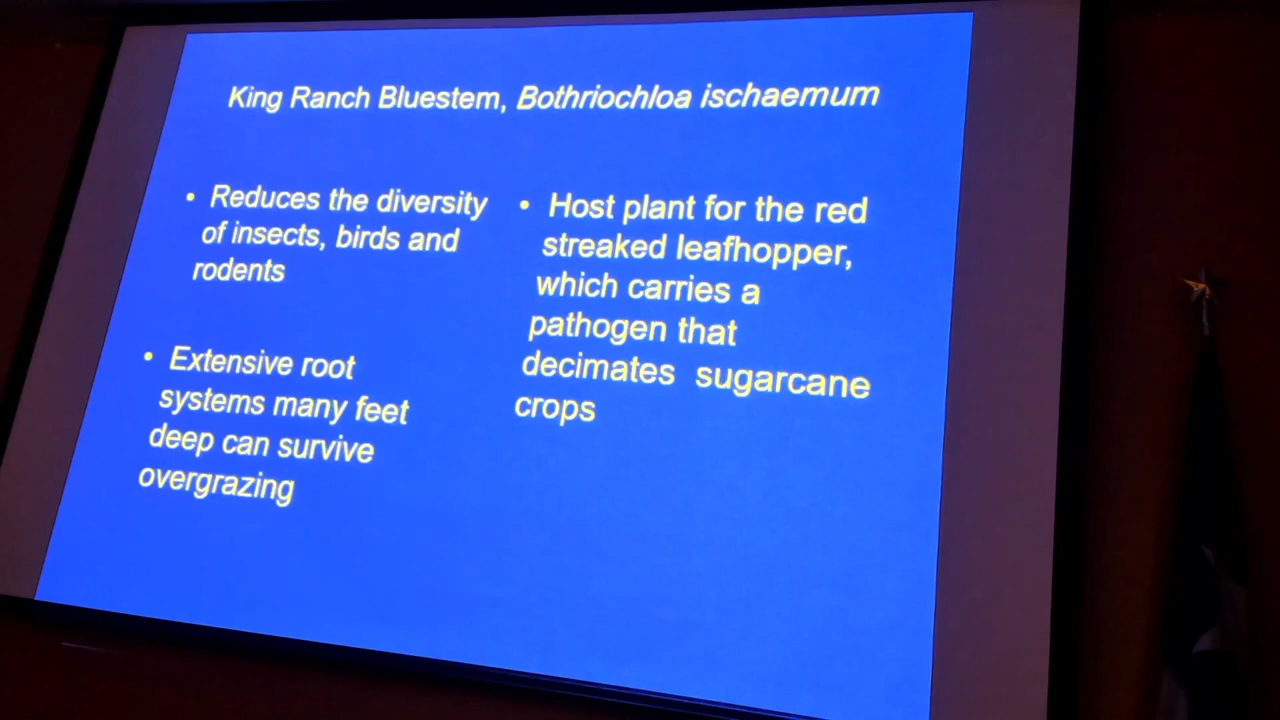 King Ranch Bluestem, Bothriochloa ischaemum
• Reduces the diversity
of insects, birds and
rodents
• Extensive root
systems many feet
deep can survive
overgrazing
• Host plant for the red
streaked leafhopper,
which carries a
pathogen that
decimates sugarcane
crops